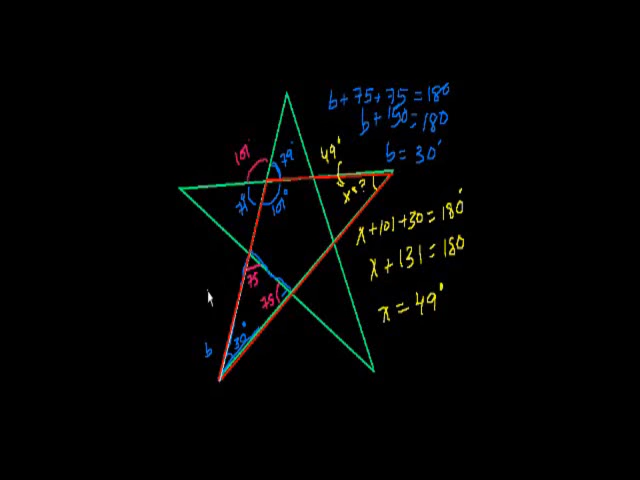 b+75+75=180
b+150=180
b=30°
101°
79°
49°
x=?
79°
101°
x+101+30=180°
x+131=180
x=49°
75
75
30°
b